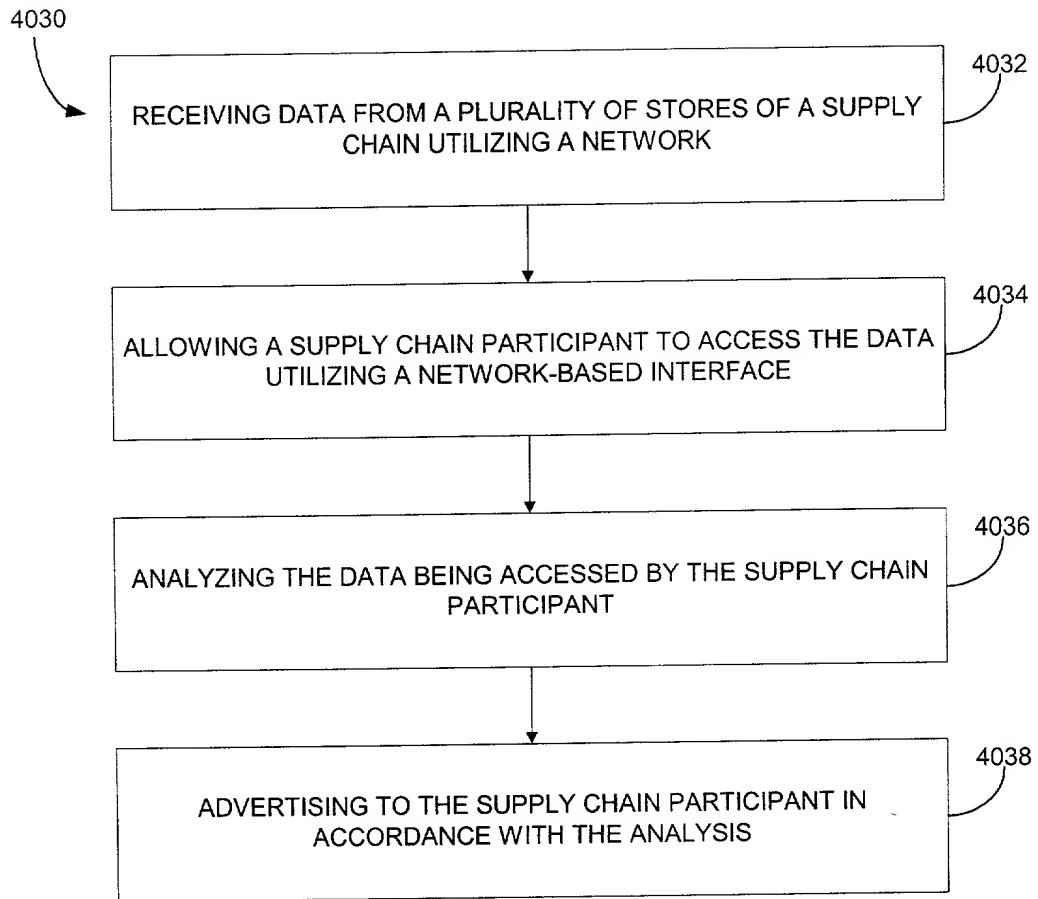 4030
4032
RECEIVING DATA FROM A PLURALITY OF STORES OF A SUPPLY
CHAIN UTILIZING A NETWORK
4034
ALLOWING A SUPPLY CHAIN PARTICIPANT TO ACCESS THE DATA
UTILIZING A NETWORK-BASED INTERFACE
4036
ANALYZING THE DATA BEING ACCESSED BY THE SUPPLY CHAIN
PARTICIPANT
4038
ADVERTISING TO THE SUPPLY CHAIN PARTICIPANT IN
ACCORDANCE WITH THE ANALYSIS